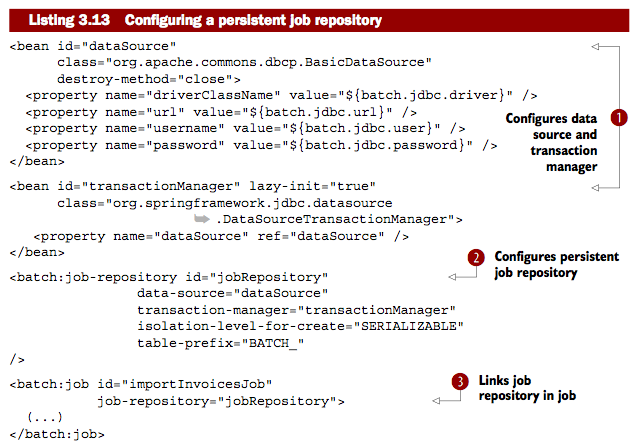 Listing 3.13 Configuring a persistent job repository
<bean id="dataSource"
class="org.apache.commons.dbcp.BasicDataSource"
destroy-method="close">
<property name="driverClassName" value="${batch.jdbc.driver}" />
<property name="url" value="${batch.jdbc.url}" />
<property name="username" value="${batch.jdbc.user}" />
<property name="password" value="${batch.jdbc.password}" />
</bean>
1 Configures data
source and
transaction
manager
<bean id="transactionManager" lazy-init="true"
class="org.springframework.jdbc.datasource
.DataSourceTransactionManager">
<property name="dataSource" ref="dataSource" />
</bean>
2 Configures persistent
job repository
<batch:job-repository id="jobRepository"
data-source="dataSource"
transaction-manager="transactionManager"
isolation-level-for-create="SERIALIZABLE"
table-prefix="BATCH_"
/>
3 Links job
repository in job
<batch:job id="importInvoicesJob"
job-repository="jobRepository">
(...)
</batch:job>